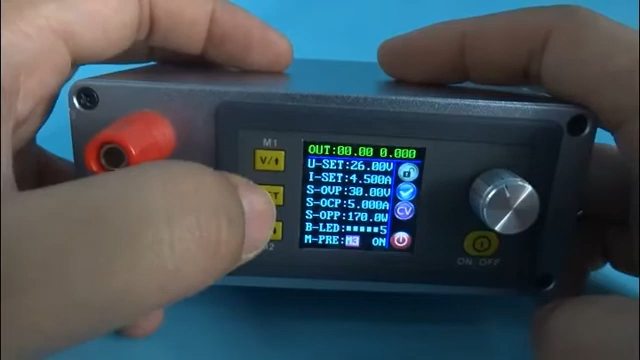 M1
V/⬆
OUT:00.00 0.000
U-SET:26.00V
I-SET:4.500A
S-OVP:30.00V
S-OCP:5.000A
CV
S-OPP:170.0W
B-LED:▪▪▪▪▪5
M-PRE:M3 ON
ON OFF